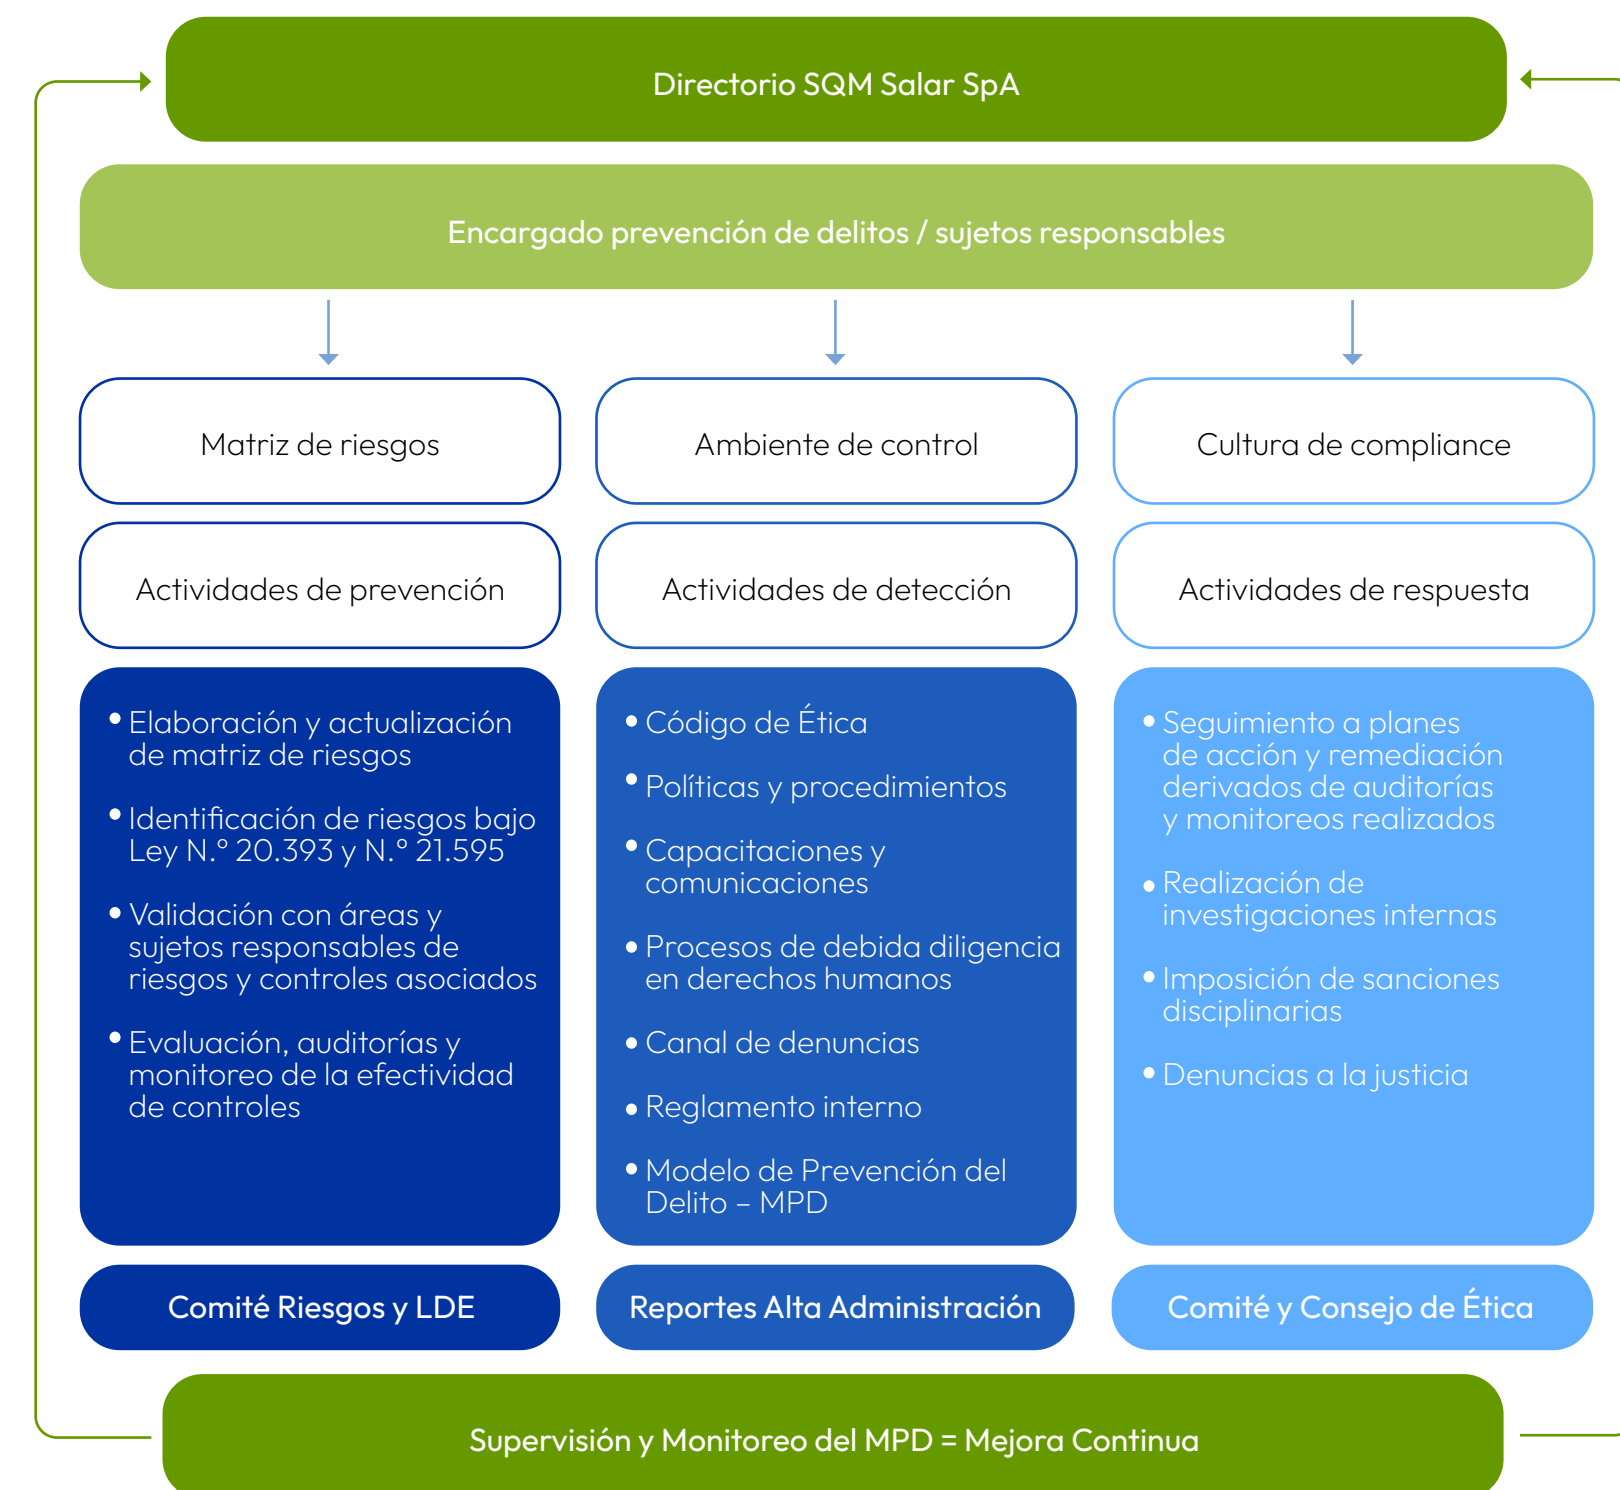 Directorio SQM Salar SpA
Encargado prevención de delitos / sujetos responsables
Matriz de riesgos
Ambiente de control
Cultura de compliance
Actividades de prevención
Actividades de detección
Actividades de respuesta
• Elaboración y actualización
de matriz de riesgos
• Identificación de riesgos bajo
Ley N.° 20.393 y N.° 21.595
• Validación con áreas y
sujetos responsables de
riesgos y controles asociados
• Evaluación, auditorías y
monitoreo de la efectividad
de controles
• Código de Ética
• Políticas y procedimientos
• Capacitaciones y
comunicaciones
• Procesos de debida diligencia
en derechos humanos
• Canal de denuncias
• Reglamento interno
• Modelo de Prevención del
Delito – MPD
• Seguimiento a planes
de acción y remediación
derivados de auditorías
y monitoreos realizados
• Realización de
investigaciones internas
• Imposición de sanciones
disciplinarias
• Denuncias a la justicia
Comité Riesgos y LDE
Reportes Alta Administración
Comité y Consejo de Ética
Supervisión y Monitoreo del MPD = Mejora Continua